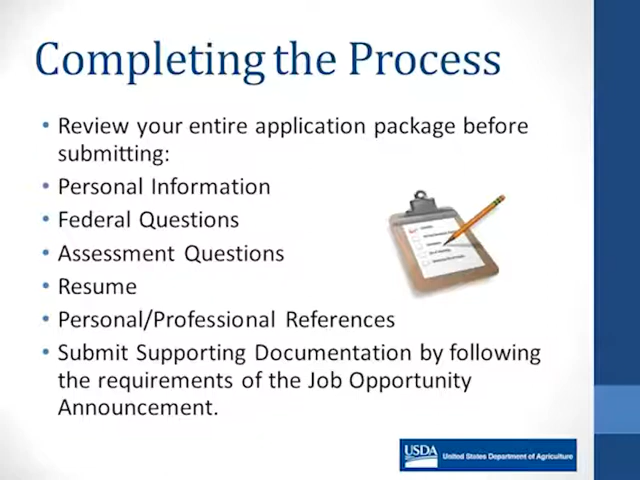 Completing the Process
• Review your entire application package before
submitting:
• Personal Information
• Federal Questions
• Assessment Questions
• Resume
• Personal/Professional References
• Submit Supporting Documentation by following
the requirements of the Job Opportunity
Announcement.
USDA United States Department of Agriculture